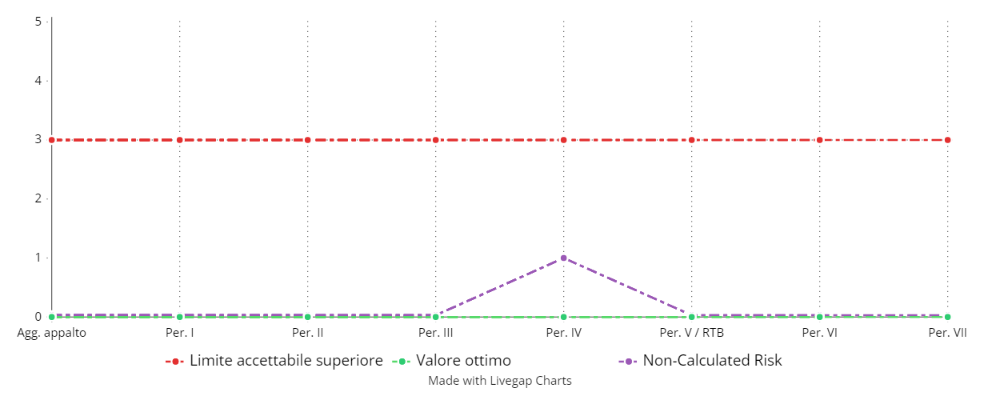 5
4
3
2
1
0
Agg. appalto Per. I Per. II Per. III Per. IV Per. V / RTB Per. VI Per. VII
Limite accettabile superiore Valore ottimo Non-Calculated Risk
Made with Livegap Charts